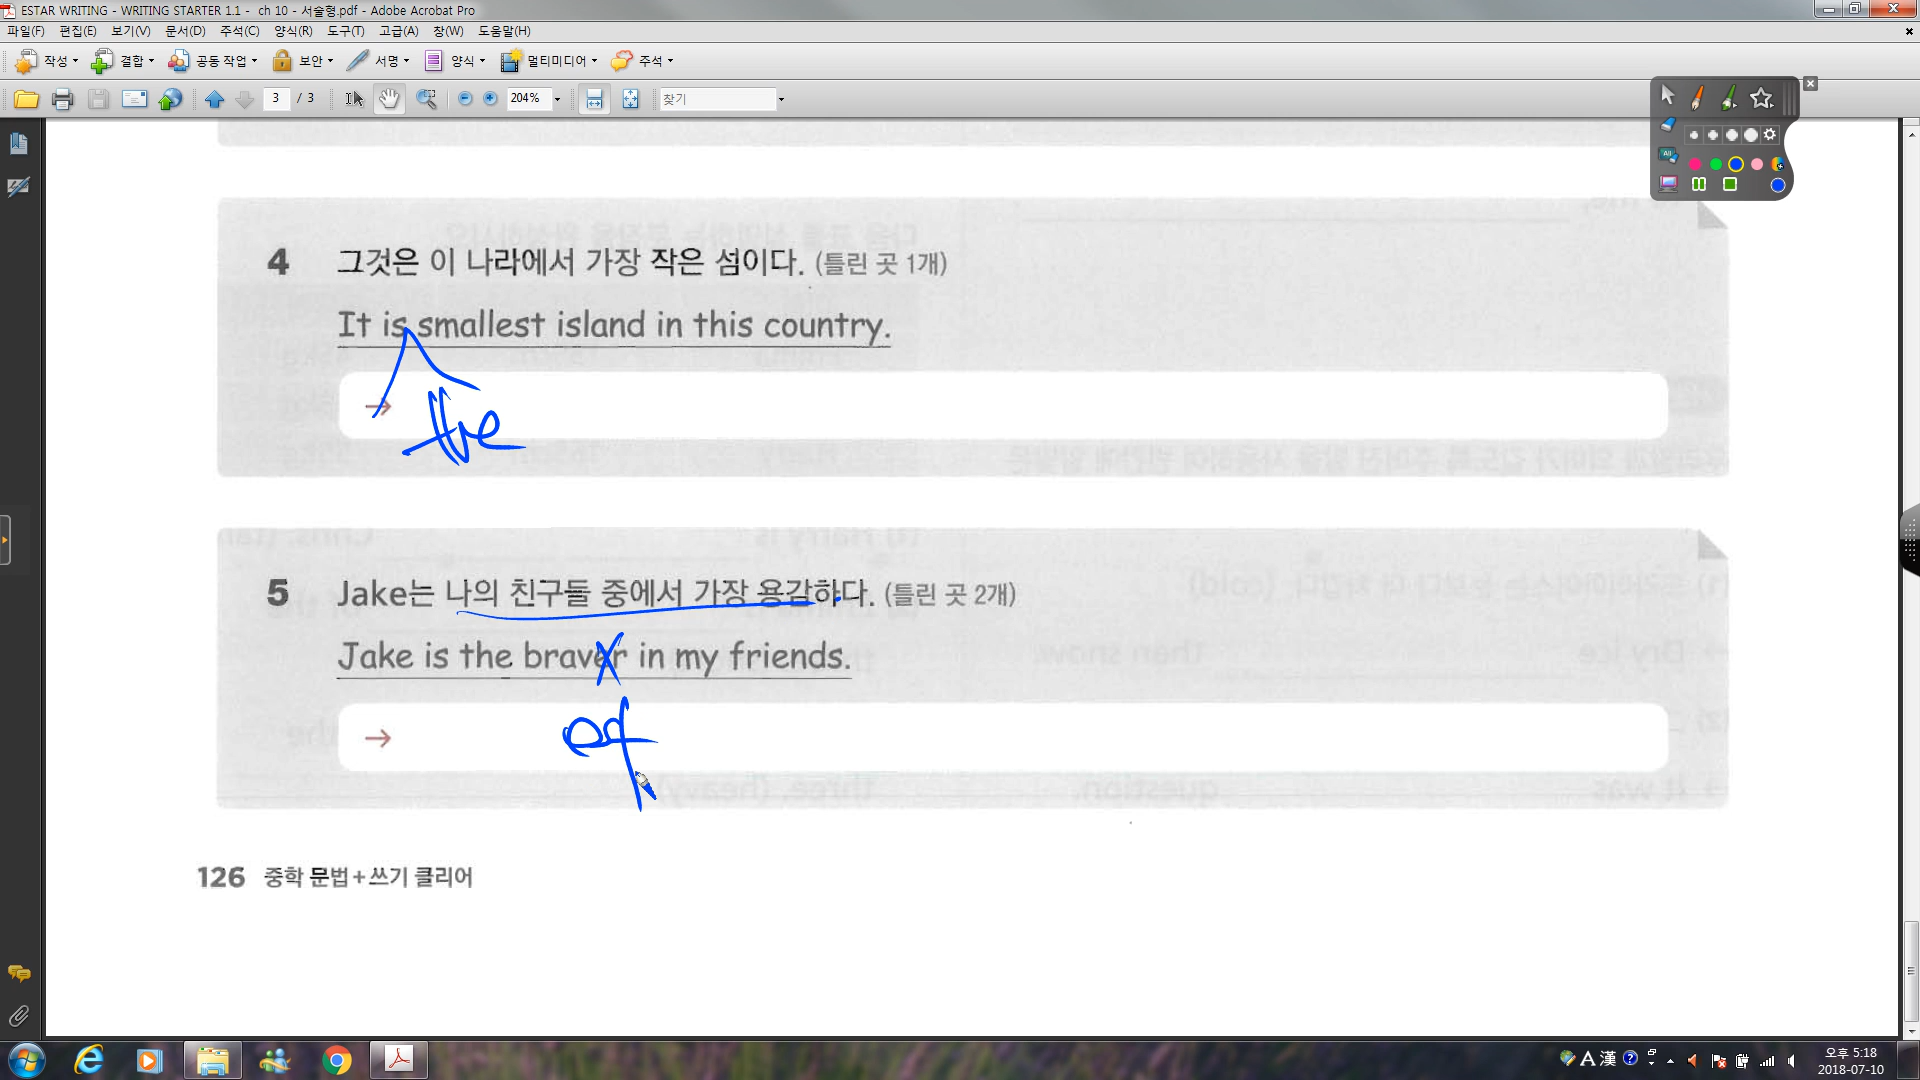 ESTAR WRITING - WRITING STARTER 1.1 - ch 10 - 서술형.pdf - Adobe Acrobat Pro
파일(F) 편집(E) 보기(V) 문서(D) 주석(C) 양식(R) 도구(T) 고급(A) 창(W) 도움말(H)
작성 결합 공동 작업 보안 서명 양식 멀티미디어 주석
3 / 3 204% 찾기
4 그것은 이 나라에서 가장 작은 섬이다. (틀린 곳 1개)
It is smallest island in this country.
→ the
5 Jake는 나의 친구들 중에서 가장 용감하다. (틀린 곳 2개)
Jake is the braver in my friends.
→
126 중학 문법+쓰기 클리어
A 漢
오후 5:18
2018-07-10